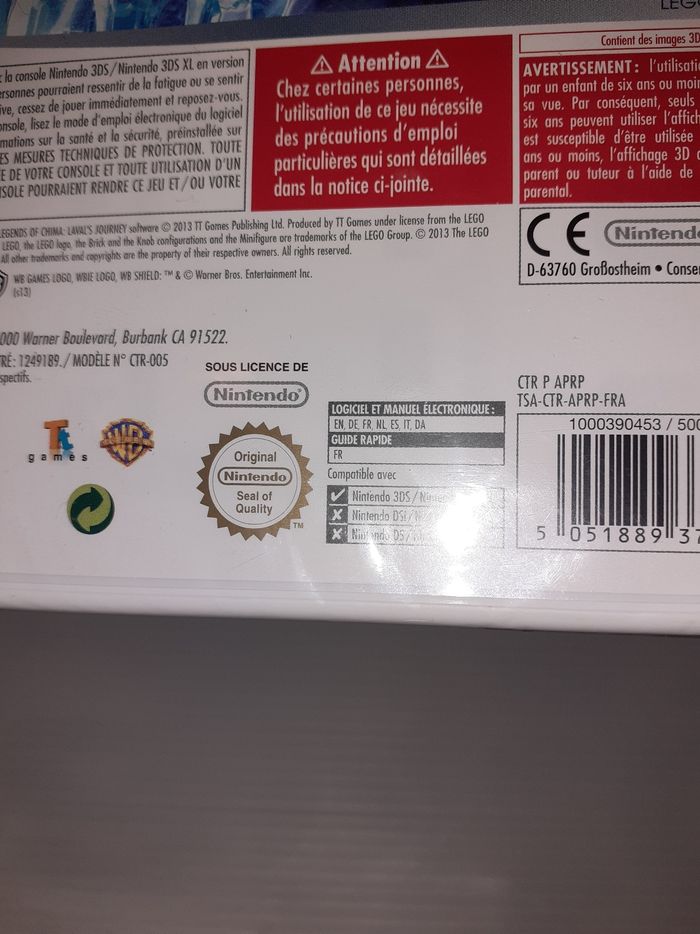 LEGO
la console Nintendo 3DS/Nintendo 3DS XL en version
pourraient ressentir de la fatigue ou se sentir
cessez de jouer immédiatement et reposez-vous.
lisez le mode d'emploi électronique du logiciel
sur la santé et la sécurité, préinstallée sur
MESURES TECHNIQUES DE PROTECTION. TOUTE
DE VOTRE CONSOLE ET TOUTE UTILISATION D'UN
POURRAIENT RENDRE CE JEU ET/OU VOTRE
⚠ Attention ⚠
Chez certaines personnes,
l'utilisation de ce jeu nécessite
des précautions d'emploi
particulières qui sont détaillées
dans la notice ci-jointe.
Contient des images 3D
AVERTISSEMENT : l'utilisati
par un enfant de six ans ou moin
sa vue. Par conséquent, seuls
six ans peuvent utiliser l'affich
est susceptible d'être utilisée
ans ou moins, l'affichage 3D
parent ou tuteur à l'aide de
parental.
LEGENDS OF CHIMA: LAVAL'S JOURNEY software © 2013 TT Games Publishing Ltd. Produced by TT Games under license from the LEGO
LEGO, the LEGO logo, the Brick and the Knob configurations and the Minifigure are trademarks of the LEGO Group. © 2013 The LEGO
All other trademarks and copyrights are the property of their respective owners. All rights reserved.
WB GAMES LOGO, WBIE LOGO, WB SHIELD: ™ & © Warner Bros. Entertainment Inc.
(s13)
CE Nintendo
D-63760 Großostheim • Conser
000 Warner Boulevard, Burbank CA 91522.
TRÉ: 1249189./ MODÈLE N° CTR-005
spectifs.
Tt
games
WB
SOUS LICENCE DE
Nintendo
Original
Nintendo
Seal of
Quality
TM
LOGICIEL ET MANUEL ÉLECTRONIQUE :
EN, DE, FR, NL, ES, IT, DA
GUIDE RAPIDE
FR
Compatible avec
✔ Nintendo 3DS /
✘ Nintendo DSi /
✘ Nintendo DS /
CTR P APRP
TSA-CTR-APRP-FRA
1000390453 / 500
5 051889 37